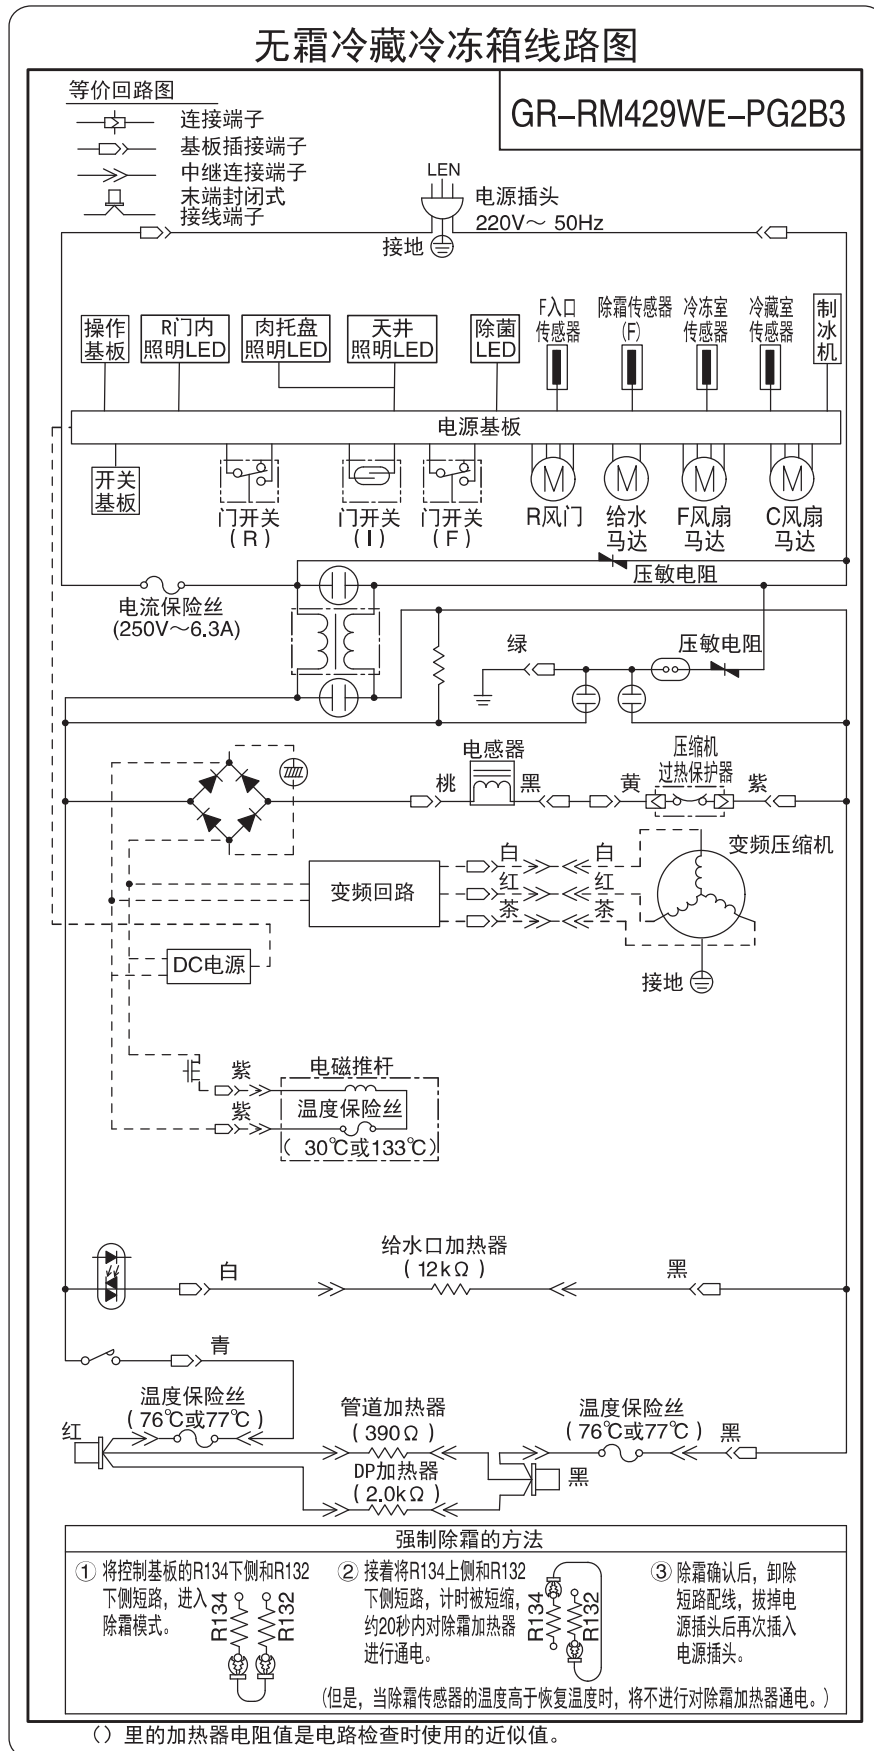 无霜冷藏冷冻箱线路图
等价回路图
GR-RM429WE-PG2B3
连接端子
基板插接端子
中继连接端子
末端封闭式
接线端子
LEN
电源插头
220V～ 50Hz
接地
操作
基板
R门内
照明LED
肉托盘
照明LED
天井
照明LED
除菌
LED
F入口
传感器
除霜传感器
(F)
冷冻室
传感器
冷藏室
传感器
制
冰
机
电源基板
开关
基板
门开关
(R)
门开关
(I)
门开关
(F)
M
M
M
M
R风门
给水
马达
F风扇
马达
C风扇
马达
压敏电阻
电流保险丝
(250V～6.3A)
绿
压敏电阻
电感器
压缩机
过热保护器
桃
黑
黄
紫
变频压缩机
白
白
变频回路
红
红
茶
茶
DC电源
接地
紫
电磁推杆
紫
温度保险丝
( 30℃或133℃)
给水口加热器
(12kΩ)
白
黑
青
温度保险丝
(76℃或77℃)
管道加热器
(390Ω)
温度保险丝
(76℃或77℃)
红
黑
DP加热器
(2.0kΩ)
黑
强制除霜的方法
① 将控制基板的R134下侧和R132
下侧短路，进入
除霜模式。
R134
R132
② 接着将R134上侧和R132
下侧短路，计时被短缩，
约20秒内对除霜加热器
进行通电。
R134
R132
③ 除霜确认后，卸除
短路配线，拔掉电
源插头后再次插入
电源插头。
(但是，当除霜传感器的温度高于恢复温度时，将不进行对除霜加热器通电。)
（）里的加热器电阻值是电路检查时使用的近似值。